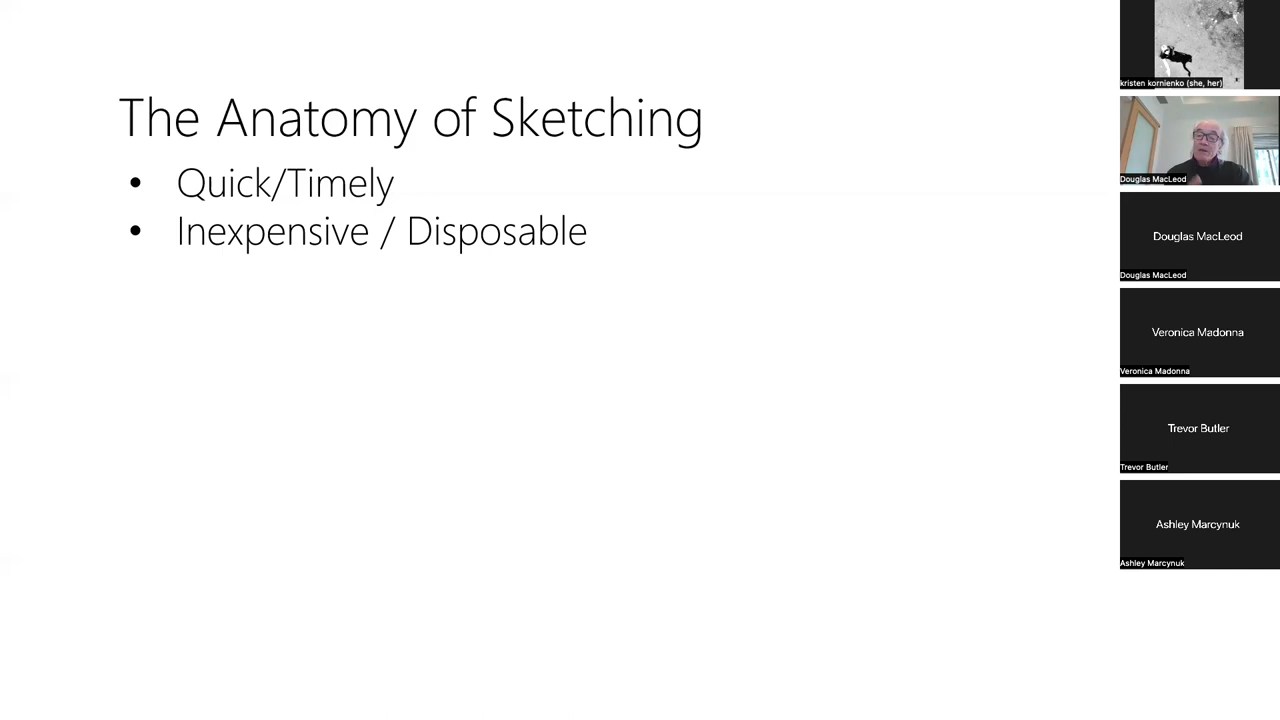 The Anatomy of Sketching
• Quick/Timely
• Inexpensive / Disposable
kristen kornienko (she, her)
Douglas MacLeod
Douglas MacLeod
Douglas MacLeod
Veronica Madonna
Veronica Madonna
Trevor Butler
Trevor Butler
Ashley Marcynuk
Ashley Marcynuk